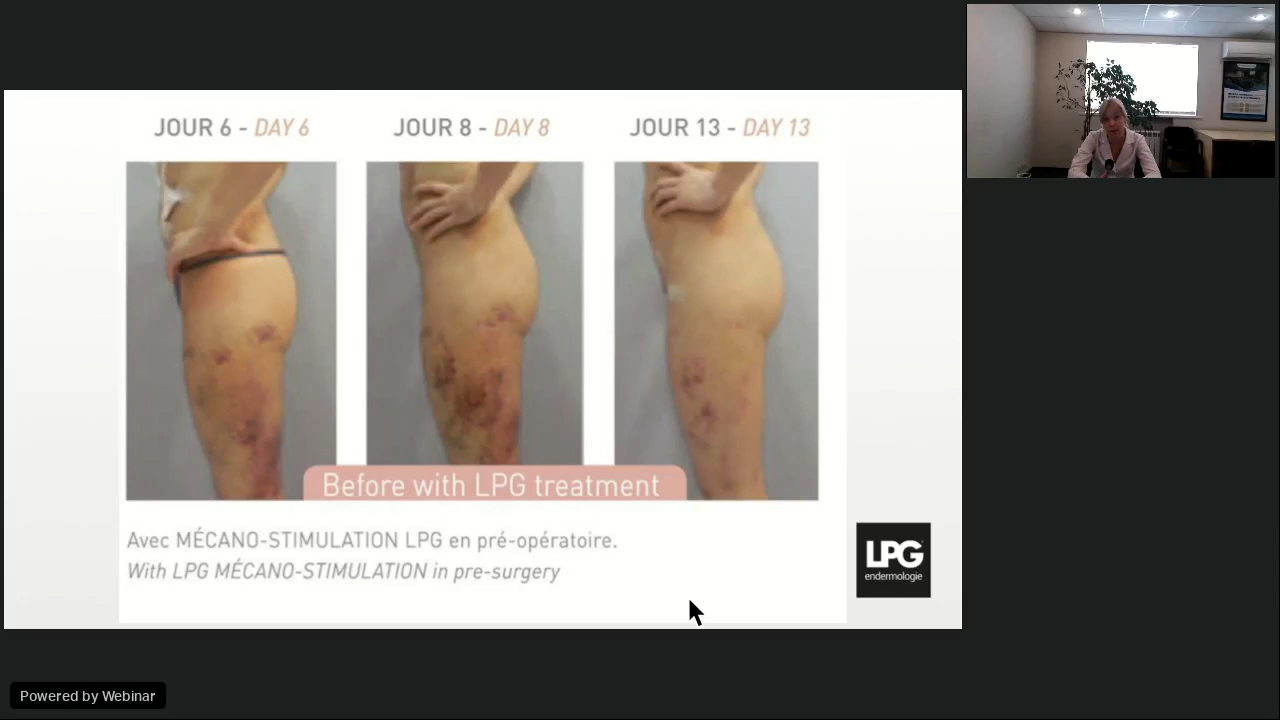 JOUR 6 - DAY 6
JOUR 8 - DAY 8
JOUR 13 - DAY 13
Before with LPG treatment
Avec MÉCANO-STIMULATION LPG en pré-opératoire.
With LPG MÉCANO-STIMULATION in pre-surgery
LPG
endermologie
Powered by Webinar